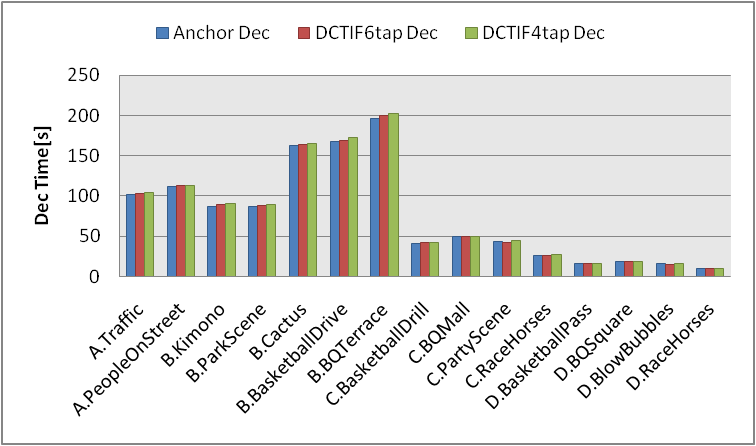 Anchor Dec DCTIF6tap Dec DCTIF4tap Dec
Dec Time[s]
250
200
150
100
50
0
A.Traffic
A.PeopleOnStreet
B.Kimono
B.ParkScene
B.Cactus
B.BasketballDrive
B.BQTerrace
C.BasketballDrill
C.BQMall
C.PartyScene
C.RaceHorses
D.BasketballPass
D.BQSquare
D.BlowBubbles
D.RaceHorses